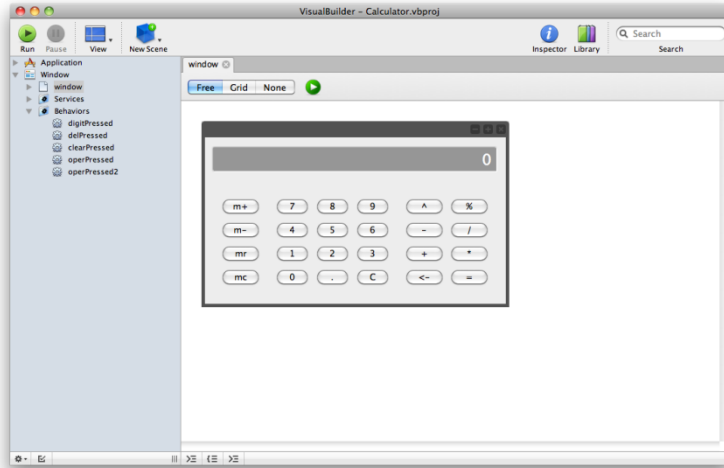 VisualBuilder - Calculator.vbproj
Run Pause View New Scene Inspector Library Search
Search
Application
Window
window
Services
Behaviors
digitPressed
delPressed
clearPressed
operPressed
operPressed2
window
Free Grid None
0
m+ 7 8 9 ^ %
m- 4 5 6 - /
mr 1 2 3 + *
mc 0 . C <- =